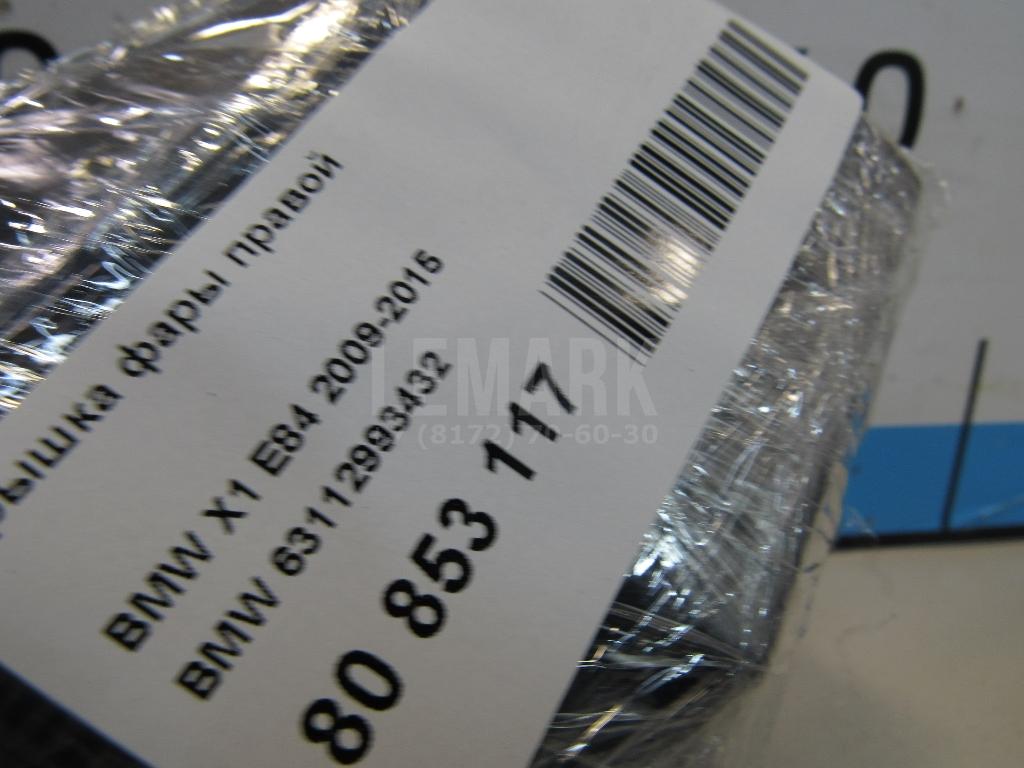 рышка фары правой
BMW X1 E84 2009-2015
BMW 63112993432
80 853 117
LEMARK
(8172) -60-30